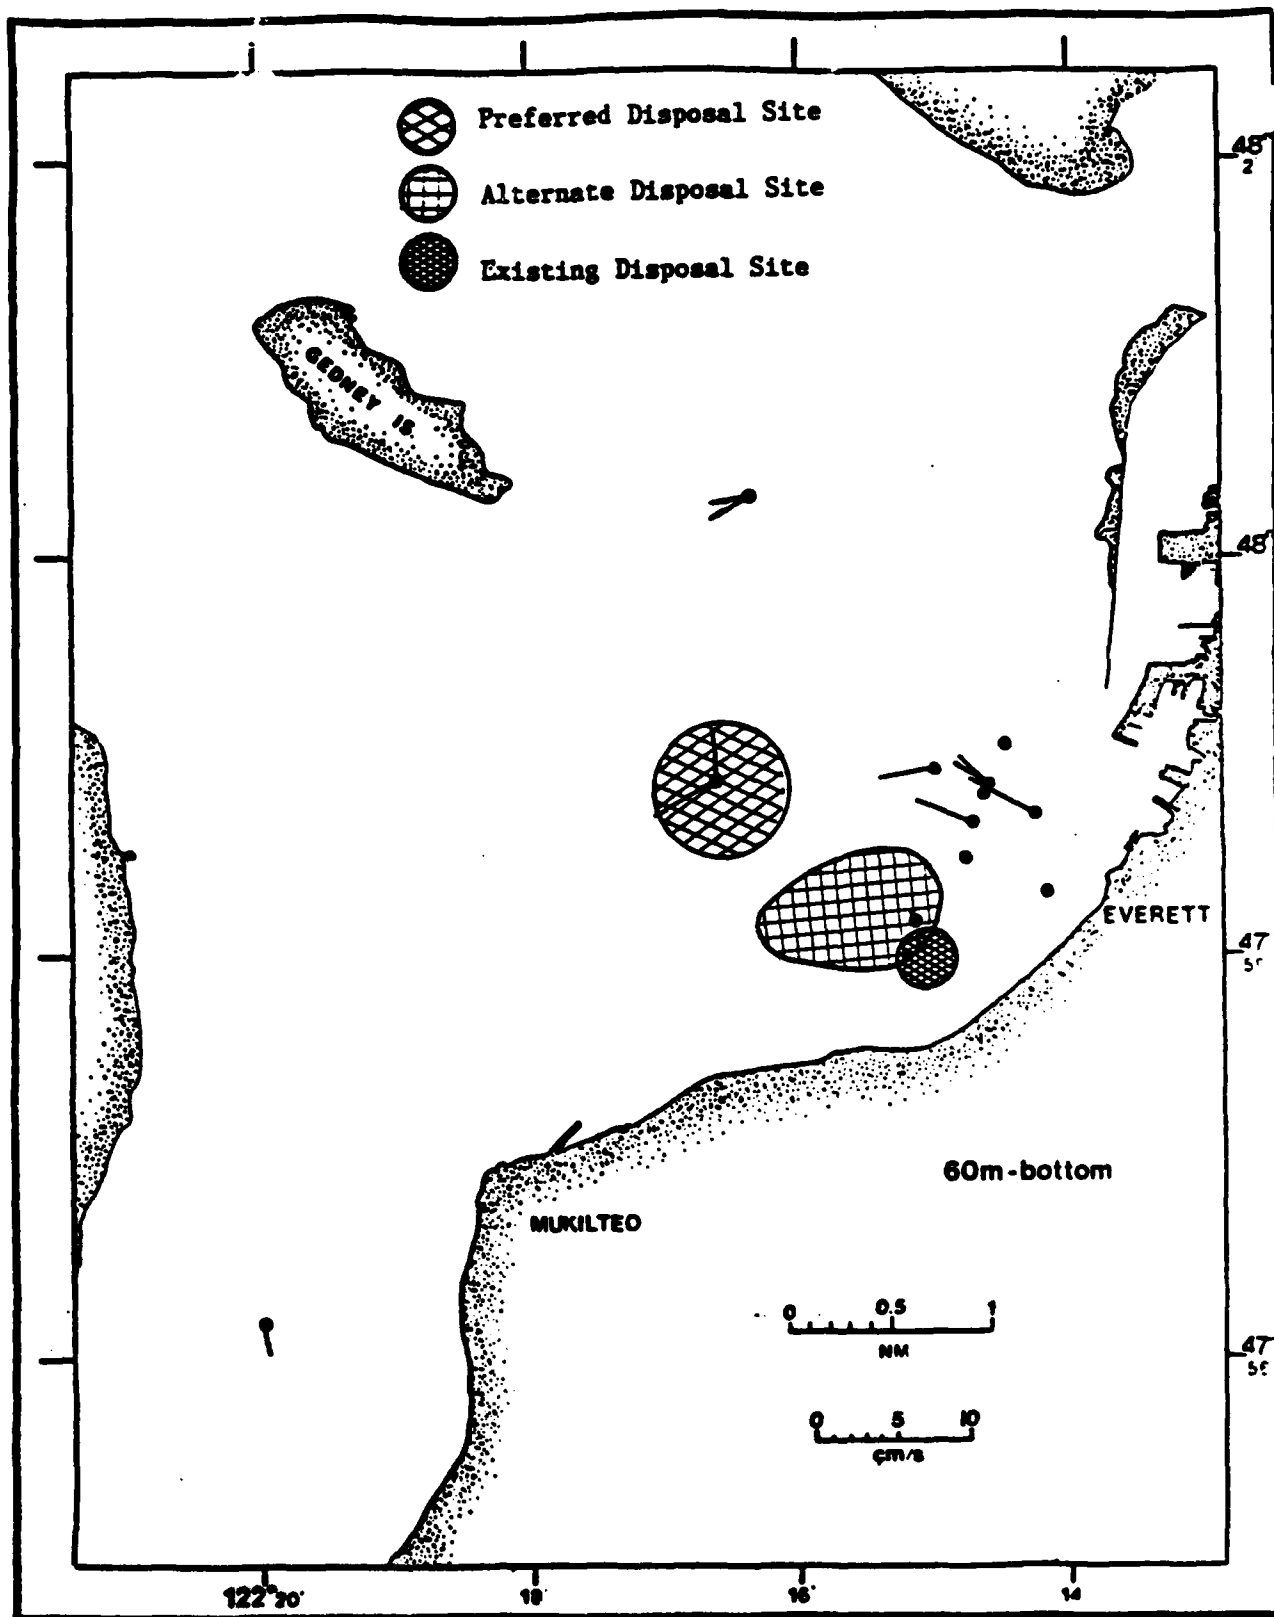 Preferred Disposal Site
Alternate Disposal Site
Existing Disposal Site
48°
2'
GEDNEY IS.
48°
EVERETT
47
60m-bottom
MUKILTEO
0 0.5 1
NM
47
0 5 10
cm/s
122°20' 18' 16' 14